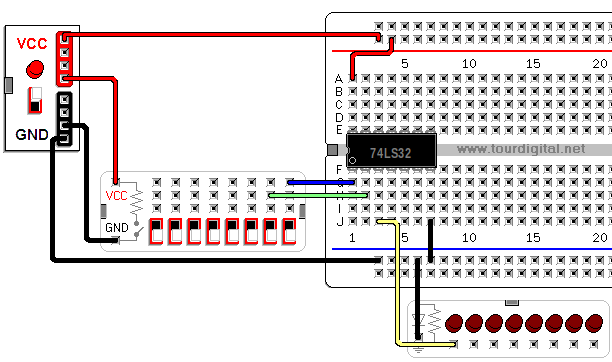 VCC
GND
5 10 15 20
A
B
C
D
E
74LS32
www.tourdigital.net
F
G
H
I
J
VCC
GND
1 5 10 15 20